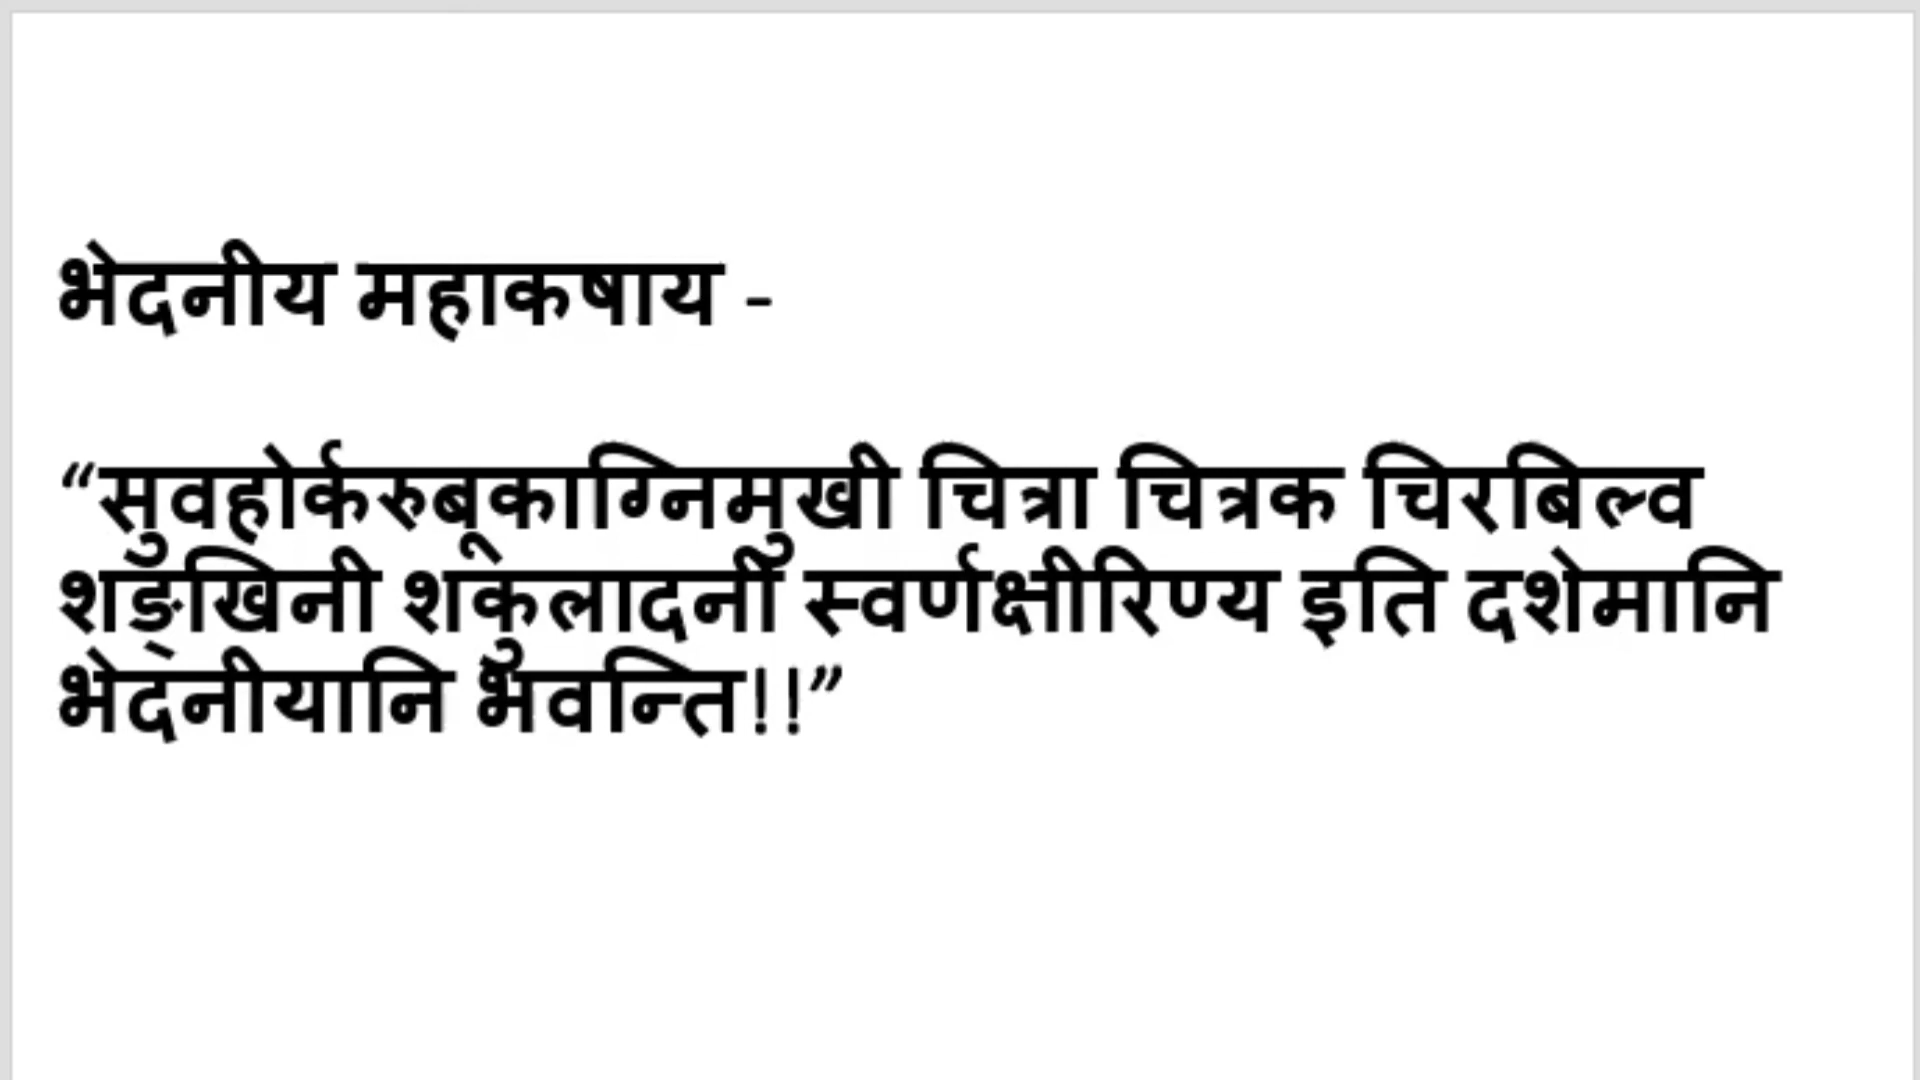 भेदनीय महाकषाय -
“सुवहोर्करुबूकाग्निमुखी चित्रा चित्रक चिरबिल्व
शङ्खिनी शकुलादनी स्वर्णक्षीरिण्य इति दशेमानि
भेदनीयानि भवन्ति!!”